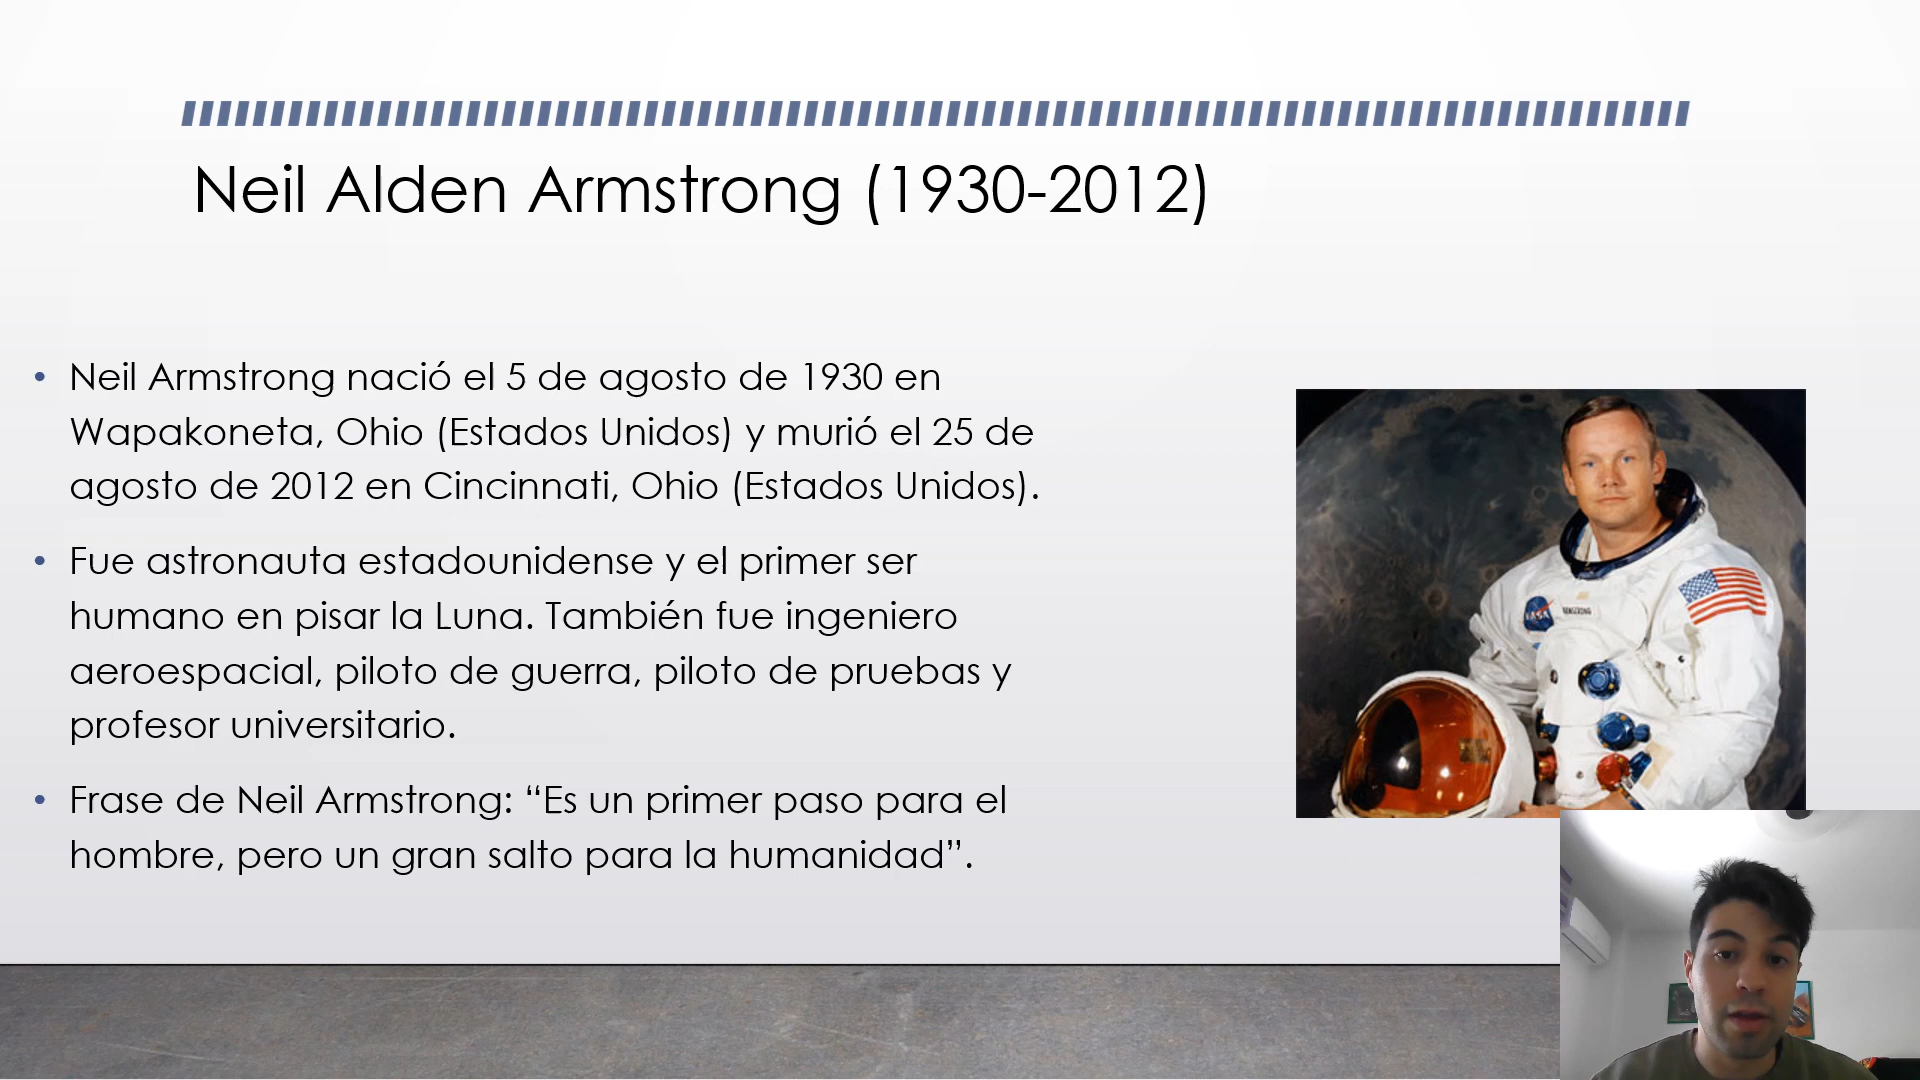 Neil Alden Armstrong (1930-2012)
• Neil Armstrong nació el 5 de agosto de 1930 en
Wapakoneta, Ohio (Estados Unidos) y murió el 25 de
agosto de 2012 en Cincinnati, Ohio (Estados Unidos).
• Fue astronauta estadounidense y el primer ser
humano en pisar la Luna. También fue ingeniero
aeroespacial, piloto de guerra, piloto de pruebas y
profesor universitario.
• Frase de Neil Armstrong: “Es un primer paso para el
hombre, pero un gran salto para la humanidad”.
NASA
ARMSTRONG